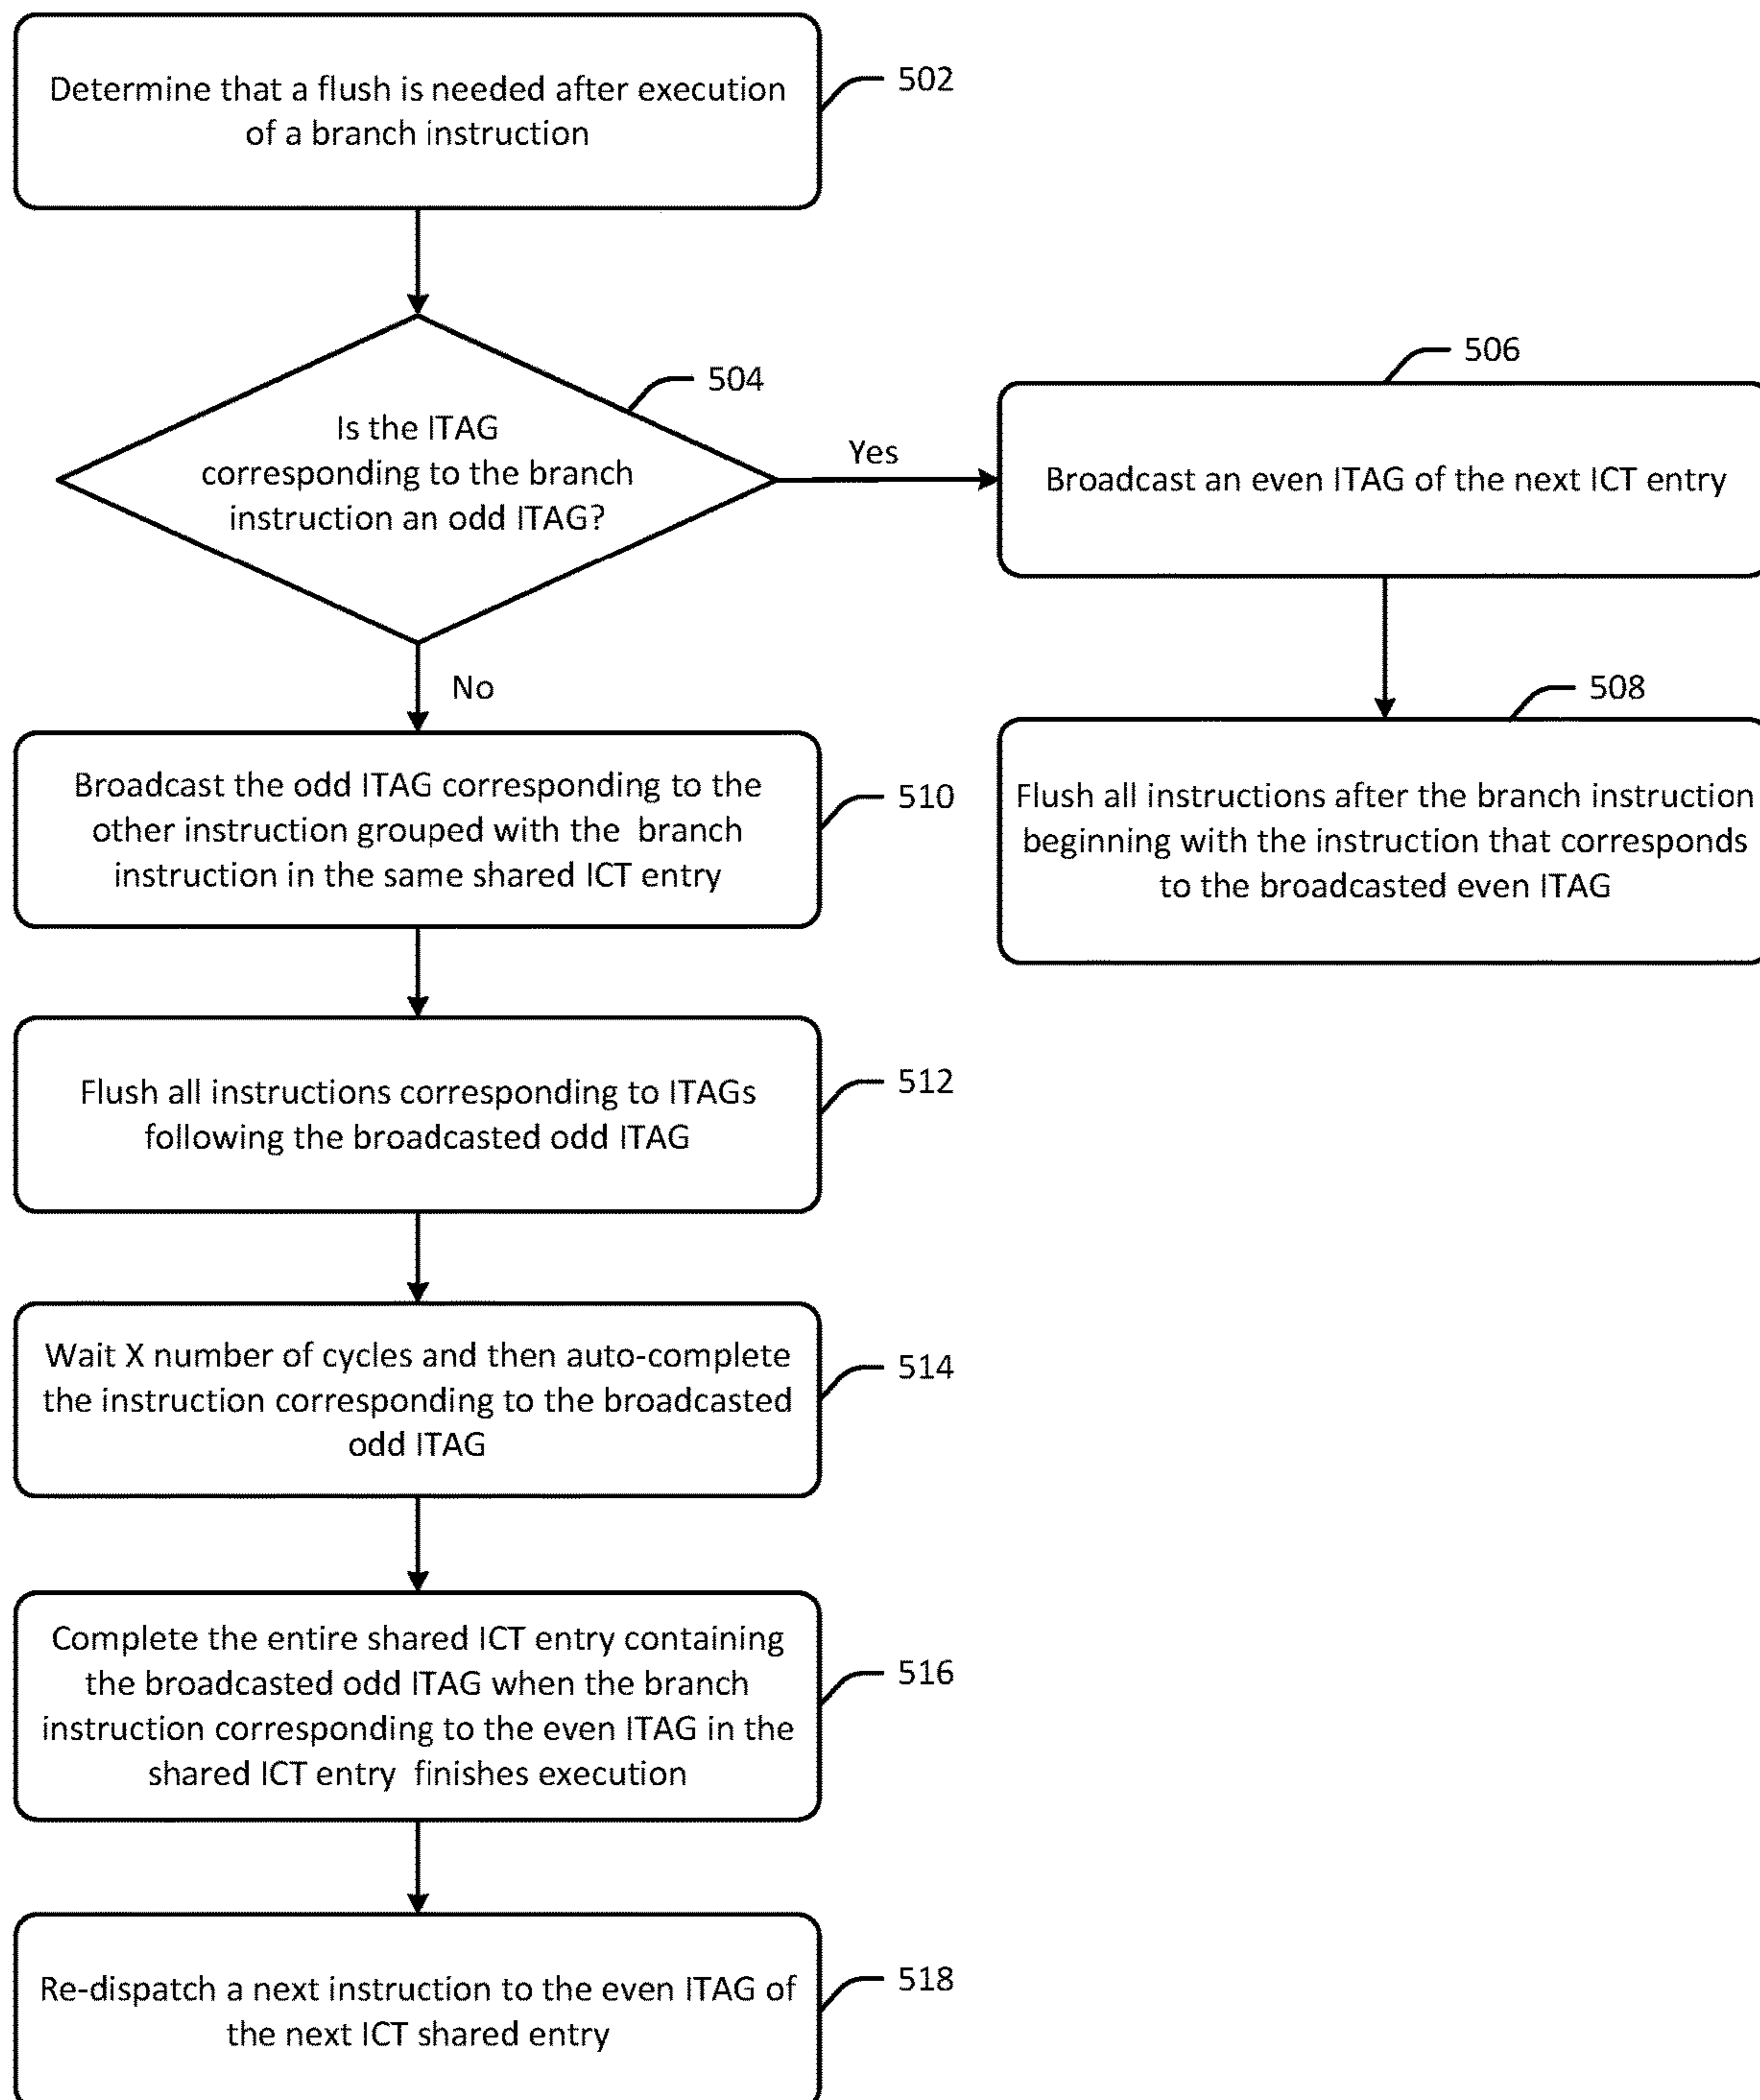 Determine that a flush is needed after execution
of a branch instruction
502
504
Is the ITAG
corresponding to the branch
instruction an odd ITAG?
Yes
506
Broadcast an even ITAG of the next ICT entry
No
508
Flush all instructions after the branch instruction
beginning with the instruction that corresponds
to the broadcasted even ITAG
Broadcast the odd ITAG corresponding to the
other instruction grouped with the branch
instruction in the same shared ICT entry
510
Flush all instructions corresponding to ITAGs
following the broadcasted odd ITAG
512
Wait X number of cycles and then auto-complete
the instruction corresponding to the broadcasted
odd ITAG
514
Complete the entire shared ICT entry containing
the broadcasted odd ITAG when the branch
instruction corresponding to the even ITAG in the
shared ICT entry finishes execution
516
Re-dispatch a next instruction to the even ITAG of
the next ICT shared entry
518